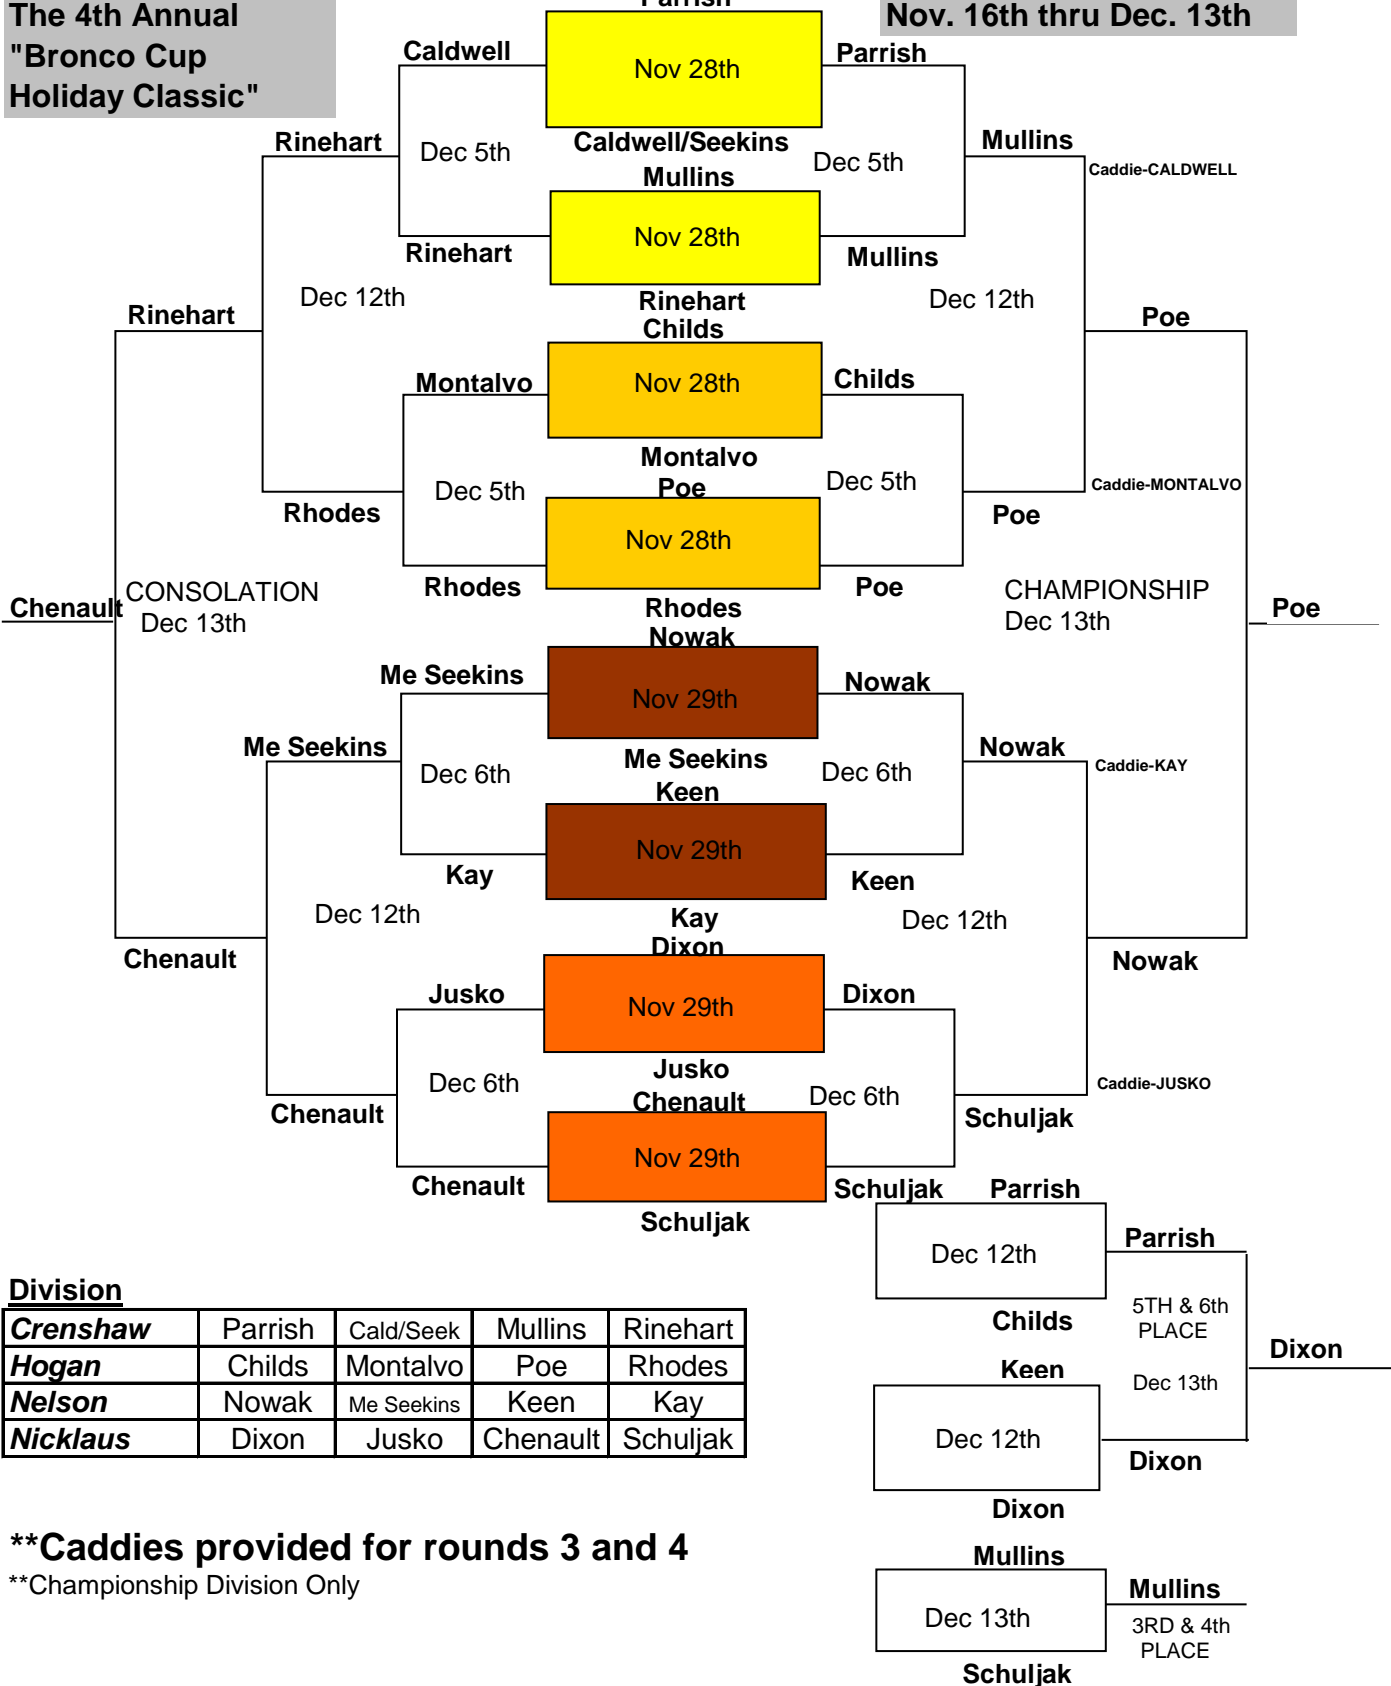 The 4th Annual
"Bronco Cup
Holiday Classic"
Parrish
Nov. 16th thru Dec. 13th
Caldwell
Nov 28th
Parrish
Rinehart
Dec 5th
Caldwell/Seekins
Dec 5th
Mullins
Caddie-CALDWELL
Mullins
Nov 28th
Rinehart
Mullins
Dec 12th
Rinehart
Dec 12th
Rinehart
Poe
Childs
Montalvo
Nov 28th
Childs
Montalvo
Dec 5th
Poe
Dec 5th
Caddie-MONTALVO
Rhodes
Nov 28th
Poe
Rhodes
Poe
CONSOLATION
Dec 13th
Chenault
Rhodes
CHAMPIONSHIP
Dec 13th
Poe
Nowak
Me Seekins
Nov 29th
Nowak
Me Seekins
Dec 6th
Me Seekins
Dec 6th
Nowak
Caddie-KAY
Keen
Nov 29th
Kay
Keen
Dec 12th
Kay
Dec 12th
Chenault
Dixon
Nowak
Jusko
Nov 29th
Dixon
Dec 6th
Jusko
Dec 6th
Caddie-JUSKO
Chenault
Chenault
Schuljak
Nov 29th
Chenault
Schuljak
Parrish
Schuljak
Dec 12th
Parrish
Childs
5TH & 6th
PLACE
Keen
Dec 13th
Dixon
Dec 12th
Dixon
Dixon
Division
Crenshaw Parrish Cald/Seek Mullins Rinehart
Hogan Childs Montalvo Poe Rhodes
Nelson Nowak Me Seekins Keen Kay
Nicklaus Dixon Jusko Chenault Schuljak
**Caddies provided for rounds 3 and 4
**Championship Division Only
Mullins
Dec 13th
Mullins
3RD & 4th
PLACE
Schuljak